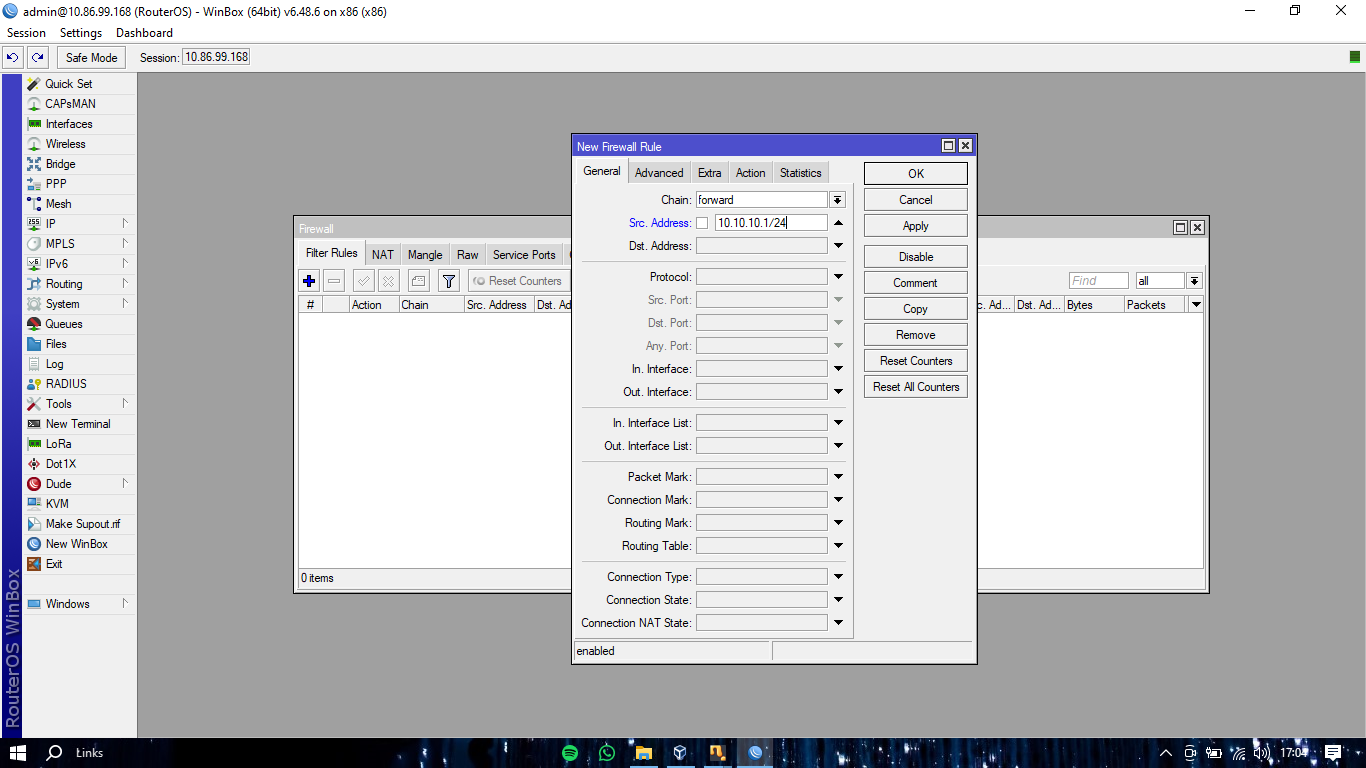 admin@10.86.99.168 (RouterOS) - WinBox (64bit) v6.48.6 on x86 (x86)
Session Settings Dashboard
Safe Mode Session: 10.86.99.168
Quick Set
CAPsMAN
Interfaces
Wireless
Bridge
PPP
Mesh
IP
MPLS
IPv6
Routing
System
Queues
Files
Log
RADIUS
Tools
New Terminal
LoRa
Dot1X
Dude
KVM
Make Supout.rif
New WinBox
Exit
Windows
RouterOS WinBox
Firewall
Filter Rules NAT Mangle Raw Service Ports
Reset Counters
Find all
# Action Chain Src. Address Dst. Ad
c. Ad... Dst. Ad... Bytes Packets
0 items
New Firewall Rule
General Advanced Extra Action Statistics
Chain: forward
Src. Address: 10.10.10.1/24
Dst. Address:
Protocol:
Src. Port:
Dst. Port:
Any. Port:
In. Interface:
Out. Interface:
In. Interface List:
Out. Interface List:
Packet Mark:
Connection Mark:
Routing Mark:
Routing Table:
Connection Type:
Connection State:
Connection NAT State:
enabled
OK
Cancel
Apply
Disable
Comment
Copy
Remove
Reset Counters
Reset All Counters
Łinks
17:04